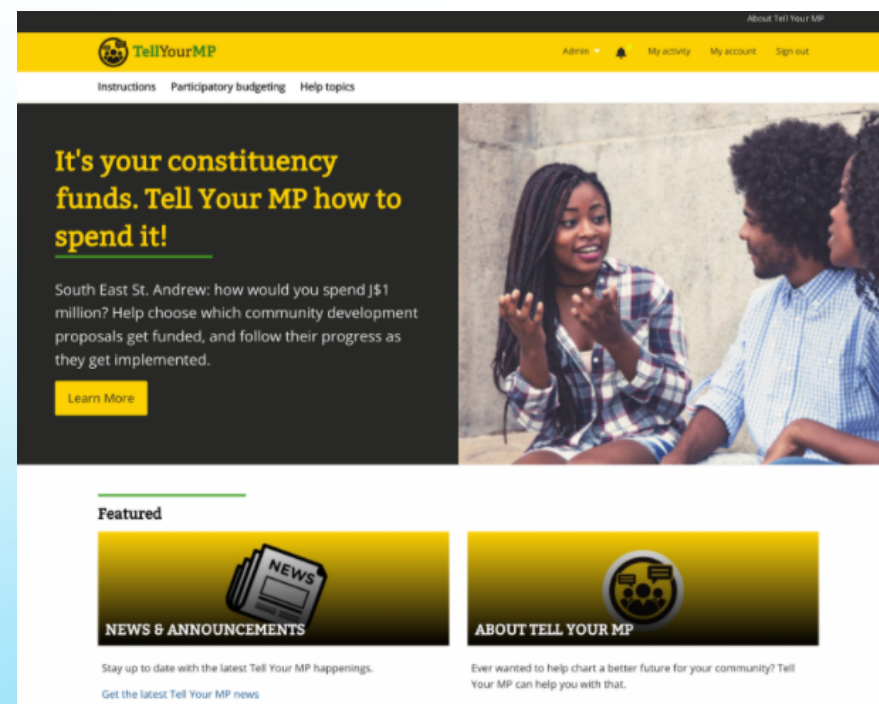 About Tell Your MP
TellYourMP
Admin
My activity
My account
Sign out
Instructions
Participatory budgeting
Help topics
It's your constituency
funds. Tell Your MP how to
spend it!
South East St. Andrew: how would you spend J$1
million? Help choose which community development
proposals get funded, and follow their progress as
they get implemented.
Learn More
Featured
NEWS
NEWS & ANNOUNCEMENTS
Stay up to date with the latest Tell Your MP happenings.
Get the latest Tell Your MP news
ABOUT TELL YOUR MP
Ever wanted to help chart a better future for your community? Tell
Your MP can help you with that.